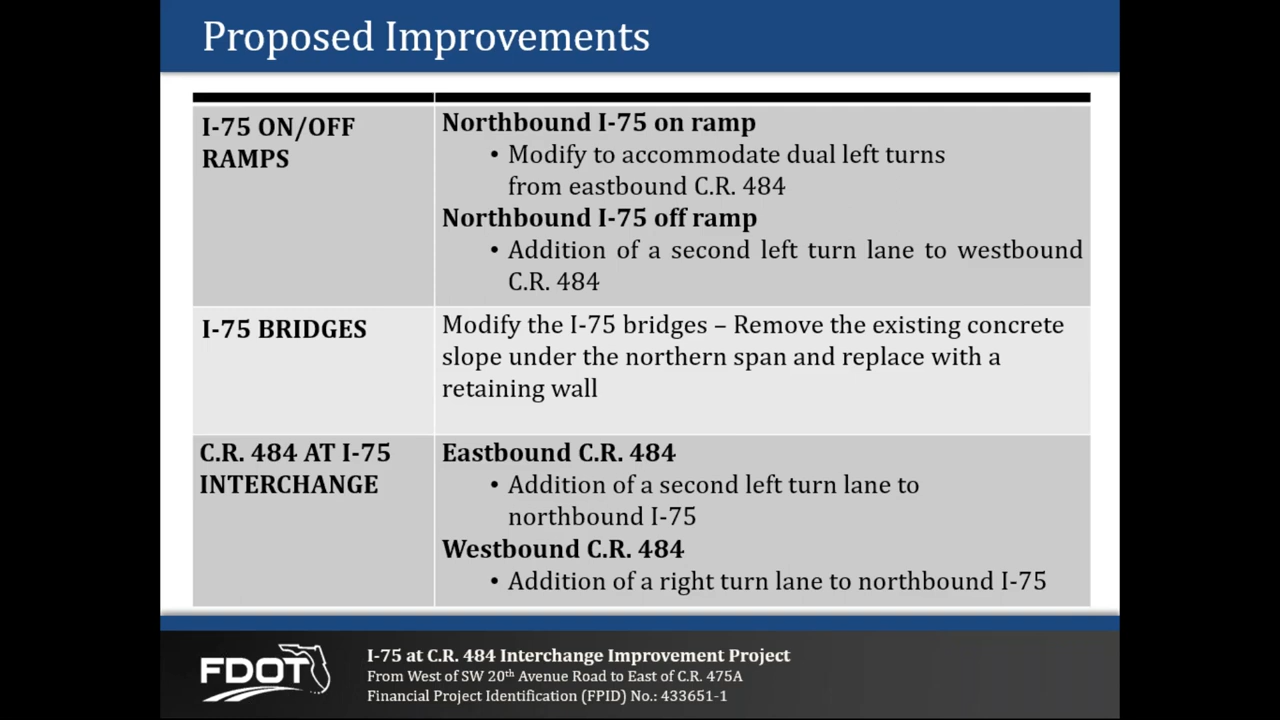 Proposed Improvements
I-75 ON/OFF
RAMPS
Northbound I-75 on ramp
• Modify to accommodate dual left turns
from eastbound C.R. 484
Northbound I-75 off ramp
• Addition of a second left turn lane to westbound
C.R. 484
I-75 BRIDGES
Modify the I-75 bridges – Remove the existing concrete
slope under the northern span and replace with a
retaining wall
C.R. 484 AT I-75
INTERCHANGE
Eastbound C.R. 484
• Addition of a second left turn lane to
northbound I-75
Westbound C.R. 484
• Addition of a right turn lane to northbound I-75
FDOT
I-75 at C.R. 484 Interchange Improvement Project
From West of SW 20th Avenue Road to East of C.R. 475A
Financial Project Identification (FPID) No.: 433651-1